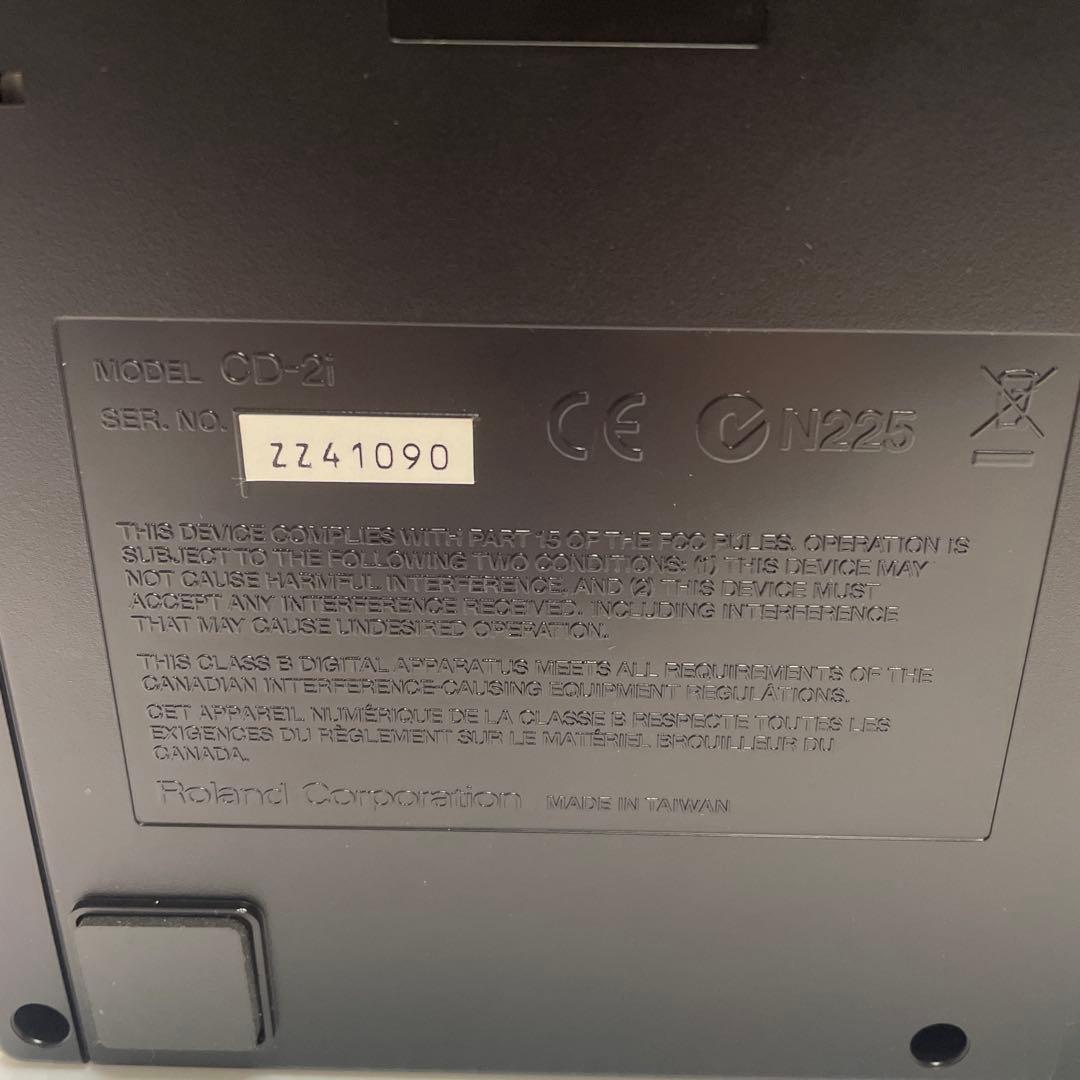 MODEL CD-2i
SER. NO. ZZ41090
CE N225
THIS DEVICE COMPLIES WITH PART 15 OF THE FCC RULES. OPERATION IS
SUBJECT TO THE FOLLOWING TWO CONDITIONS: (1) THIS DEVICE MAY
NOT CAUSE HARMFUL INTERFERENCE, AND (2) THIS DEVICE MUST
ACCEPT ANY INTERFERENCE RECEIVED, INCLUDING INTERFERENCE
THAT MAY CAUSE UNDESIRED OPERATION.
THIS CLASS B DIGITAL APPARATUS MEETS ALL REQUIREMENTS OF THE
CANADIAN INTERFERENCE-CAUSING EQUIPMENT REGULATIONS.
CET APPAREIL NUMÉRIQUE DE LA CLASSE B RESPECTE TOUTES LES
EXIGENCES DU RÈGLEMENT SUR LE MATÉRIEL BROUILLEUR DU
CANADA.
Roland Corporation MADE IN TAIWAN